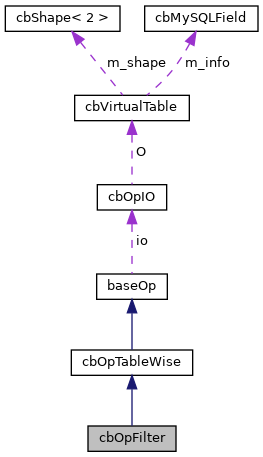 cbShape< 2 > cbMySQLField
m_shape m_info
cbVirtualTable
O
cbOpIO
io
baseOp
cbOpTableWise
cbOpFilter